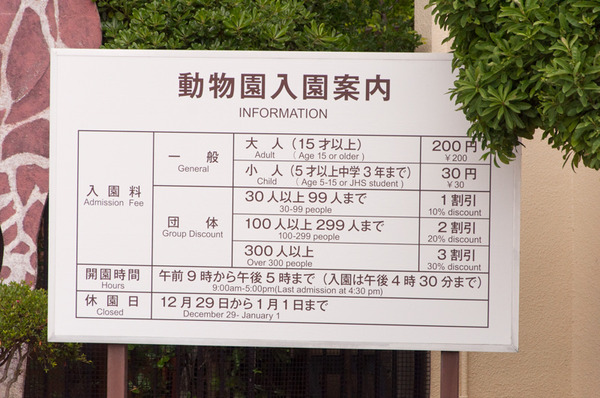 動物園入園案内
INFORMATION
入園料
Admission Fee
一般
General
大人 (15才以上)
Adult ( Age 15 or older )
200円
¥200
小人 (5才以上中学3年まで)
Child ( Age 5-15 or JHS student )
30円
¥30
団体
Group Discount
30人以上99人まで
30-99 people
1割引
10% discount
100人以上299人まで
100-299 people
2割引
20% discount
300人以上
Over 300 people
3割引
30% discount
開園時間
Hours
午前9時から午後5時まで (入園は午後4時30分まで)
9:00am-5:00pm(Last admission at 4:30 pm)
休園日
Closed
12月29日から1月1日まで
December 29- January 1